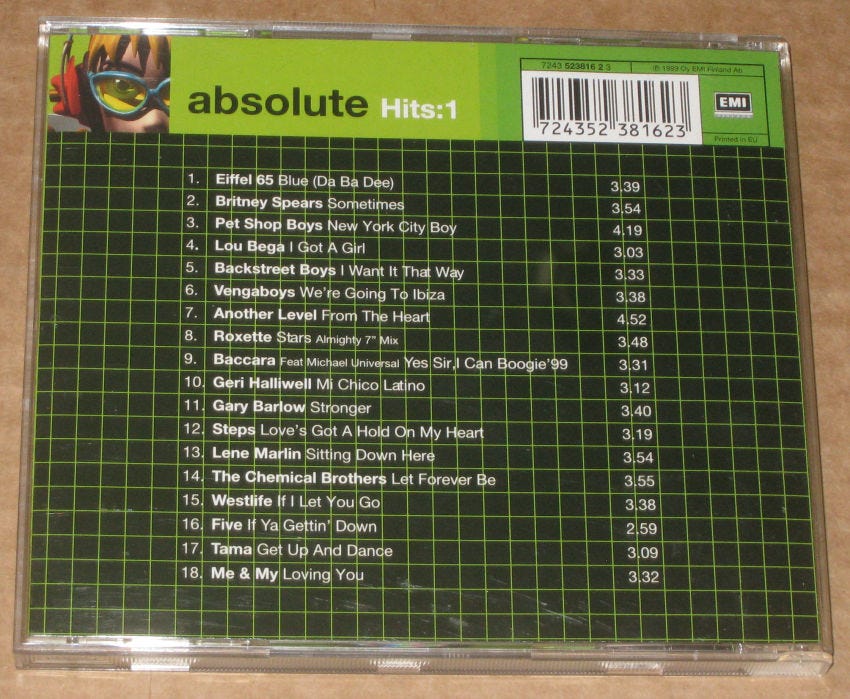 7243 523816 2 3
℗ 1999 Oy EMI Finland Ab
absolute Hits:1
724352 381623
EMI
Printed in EU
1. Eiffel 65 Blue (Da Ba Dee) 3.39
2. Britney Spears Sometimes 3.54
3. Pet Shop Boys New York City Boy 4.19
4. Lou Bega I Got A Girl 3.03
5. Backstreet Boys I Want It That Way 3.33
6. Vengaboys We're Going To Ibiza 3.38
7. Another Level From The Heart 4.52
8. Roxette Stars Almighty 7" Mix 3.48
9. Baccara Feat Michael Universal Yes Sir,I Can Boogie'99 3.31
10. Geri Halliwell Mi Chico Latino 3.12
11. Gary Barlow Stronger 3.40
12. Steps Love's Got A Hold On My Heart 3.19
13. Lene Marlin Sitting Down Here 3.54
14. The Chemical Brothers Let Forever Be 3.55
15. Westlife If I Let You Go 3.38
16. Five If Ya Gettin' Down 2.59
17. Tama Get Up And Dance 3.09
18. Me & My Loving You 3.32